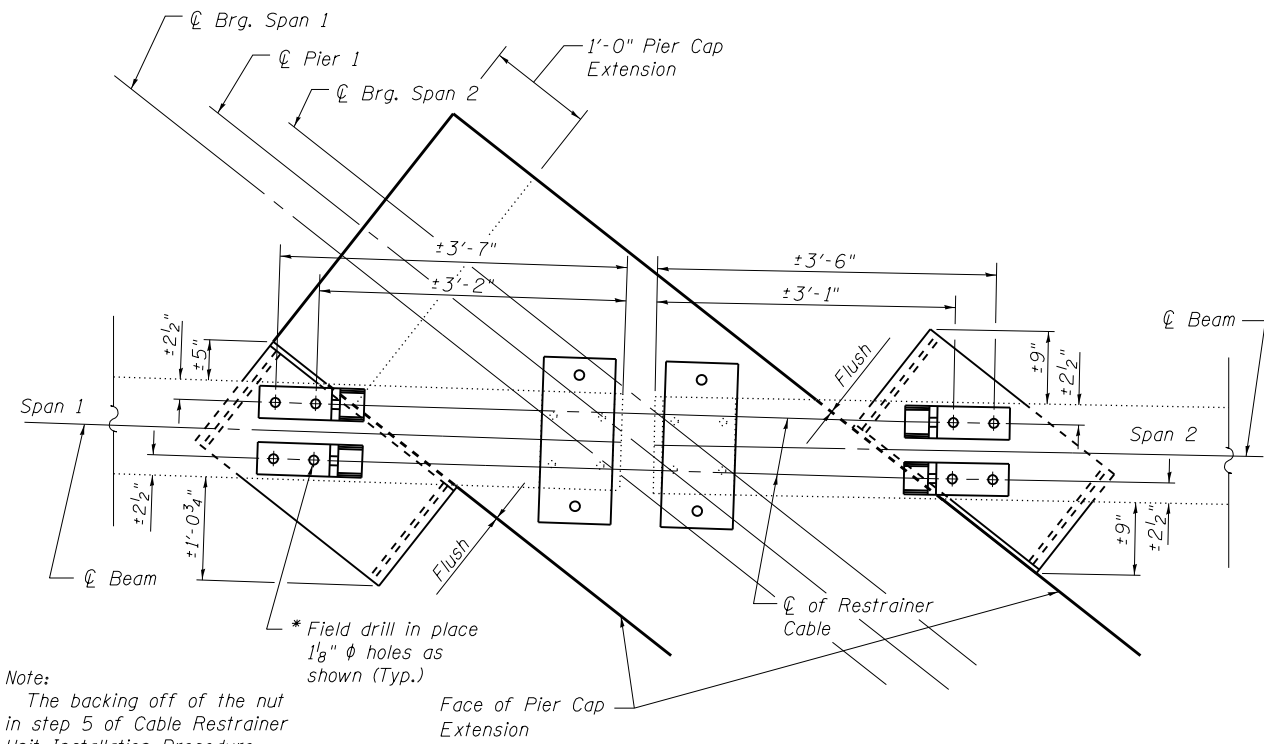 ℄ Brg. Span 1
℄ Pier 1
℄ Brg. Span 2
1'-0" Pier Cap
Extension
±3'-7"
±3'-2"
±3'-6"
±3'-1"
℄ Beam
±2½"
±5"
Flush
±9"
±2½"
Span 1
Span 2
±2½"
±1'-0¾"
Flush
±9"
±2½"
℄ Beam
℄ of Restrainer
Cable
* Field drill in place
1⅛" ϕ holes as
shown (Typ.)
Face of Pier Cap
Extension
Note:
The backing off of the nut
in step 5 of Cable Restrainer
Unit Installation Procedure